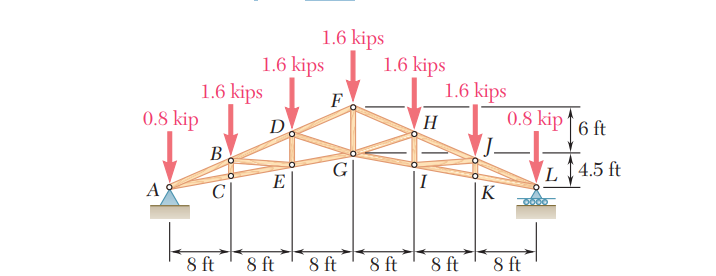 1.6 kips
1.6 kips
1.6 kips
1.6 kips
1.6 kips
0.8 kip
0.8 kip
F
6 ft
D
H
B
J
4.5 ft
A
C
E
G
I
K
L
8 ft
8 ft
8 ft
8 ft
8 ft
8 ft